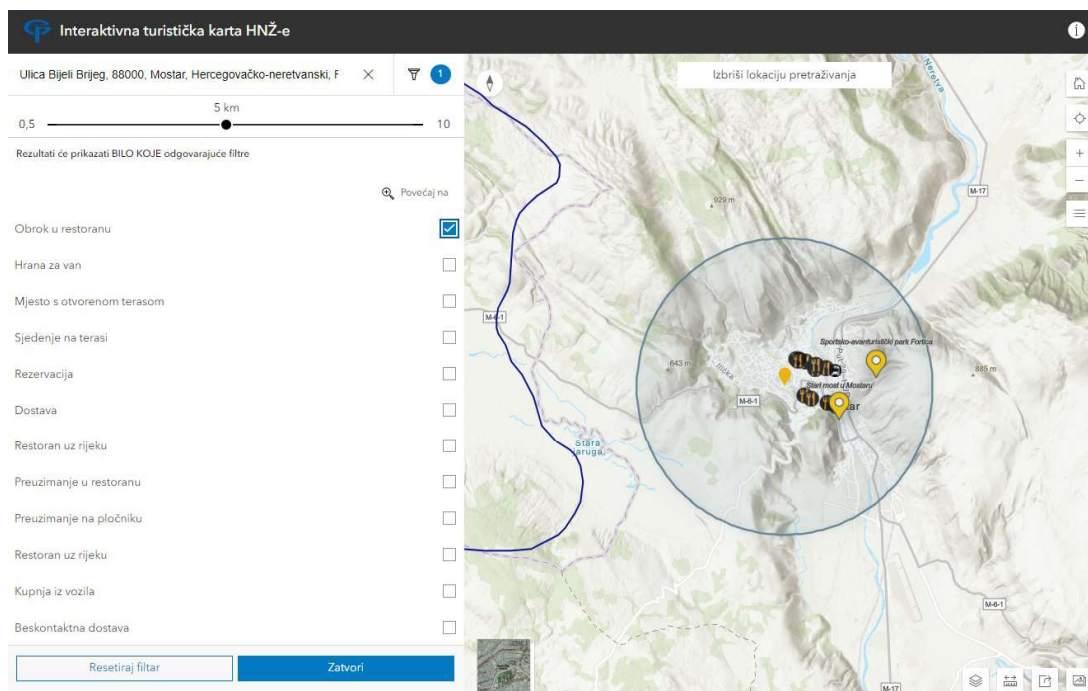 Interaktivna turistička karta HNŽ-e
Ulica Bijeli Brijeg, 88000, Mostar, Hercegovačko-neretvanski, F
1
5 km
0,5
10
Rezultati će prikazati BILO KOJE odgovarajuće filtre
Povećaj na
Obrok u restoranu
Hrana za van
Mjesto s otvorenom terasom
Sjedenje na terasi
Rezervacija
Dostava
Restoran uz rijeku
Preuzimanje u restoranu
Preuzimanje na pločniku
Restoran uz rijeku
Kupnja iz vozila
Beskontaktna dostava
Resetiraj filtar
Zatvori
Izbriši lokaciju pretraživanja
Neretva
M-17
929 m
M-6-1
Sportsko-avanturistički park Fortica
643 m
Ilićka
885 m
Stari most u Mostaru
M-6-1
ar
Stara
jaruga
M-6-1
M-17